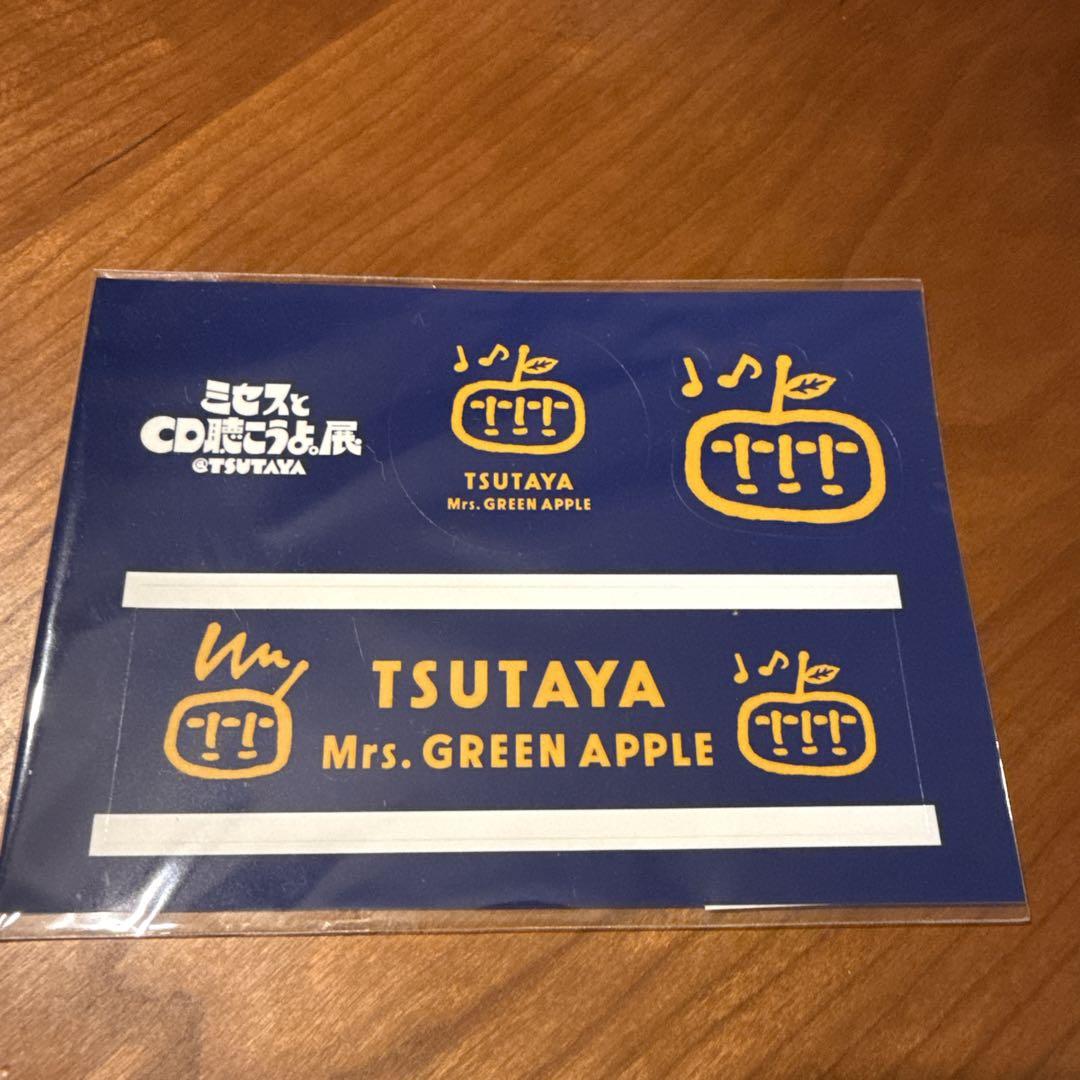 ミセスと
CD聴こうよ。展
@TSUTAYA
TSUTAYA
Mrs. GREEN APPLE
TSUTAYA
Mrs. GREEN APPLE